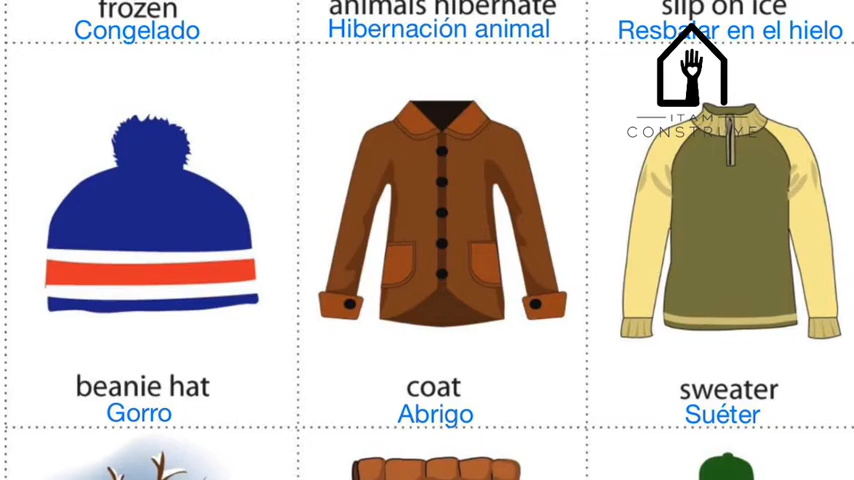 frozen
Congelado
animals hibernate
Hibernación animal
slip on ice
Resbalar en el hielo
ITAM
CONSTRUYE
beanie hat
Gorro
coat
Abrigo
sweater
Suéter